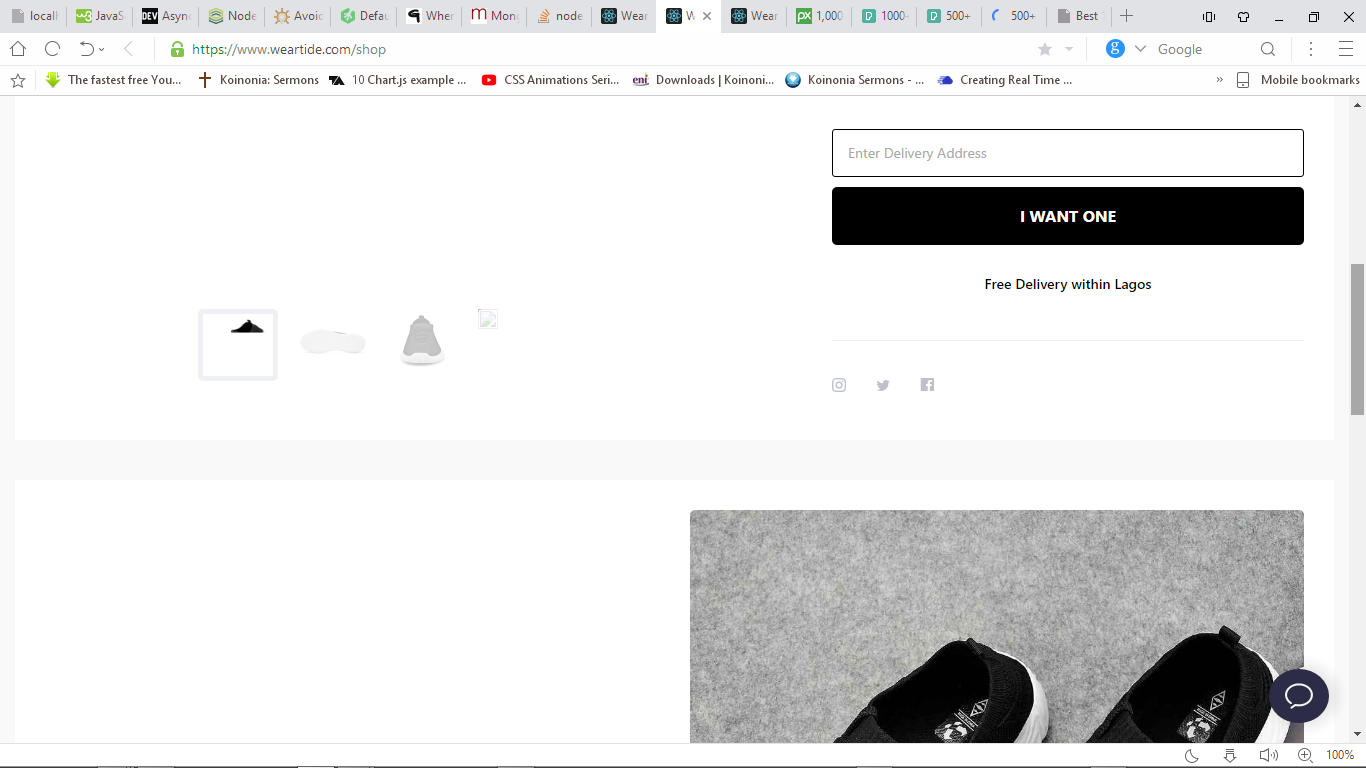 locall
JavaS
DEV
Async
Node
Avoid
Defau
Wher
Mong
node
Wear
W
Wear
1,000
1000-
500+
500+
Best
https://www.weartide.com/shop
Google
The fastest free You...
Koinonia: Sermons
10 Chart.js example ...
CSS Animations Seri...
Downloads | Koinoni...
Koinonia Sermons - ...
Creating Real Time ...
»
Mobile bookmarks
Enter Delivery Address
I WANT ONE
Free Delivery within Lagos
100%